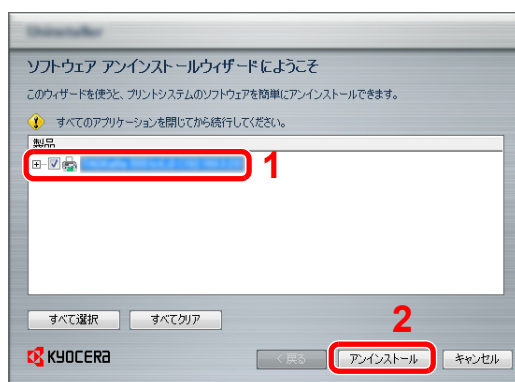 Uninstaller
ソフトウェア アンインストールウィザードにようこそ
このウィザードを使うと、プリントシステムのソフトウェアを簡単にアンインストールできます。
すべてのアプリケーションを閉じてから続行してください。
製品
1
すべて選択 すべてクリア
2
KYOCERA < 戻る アンインストール キャンセル